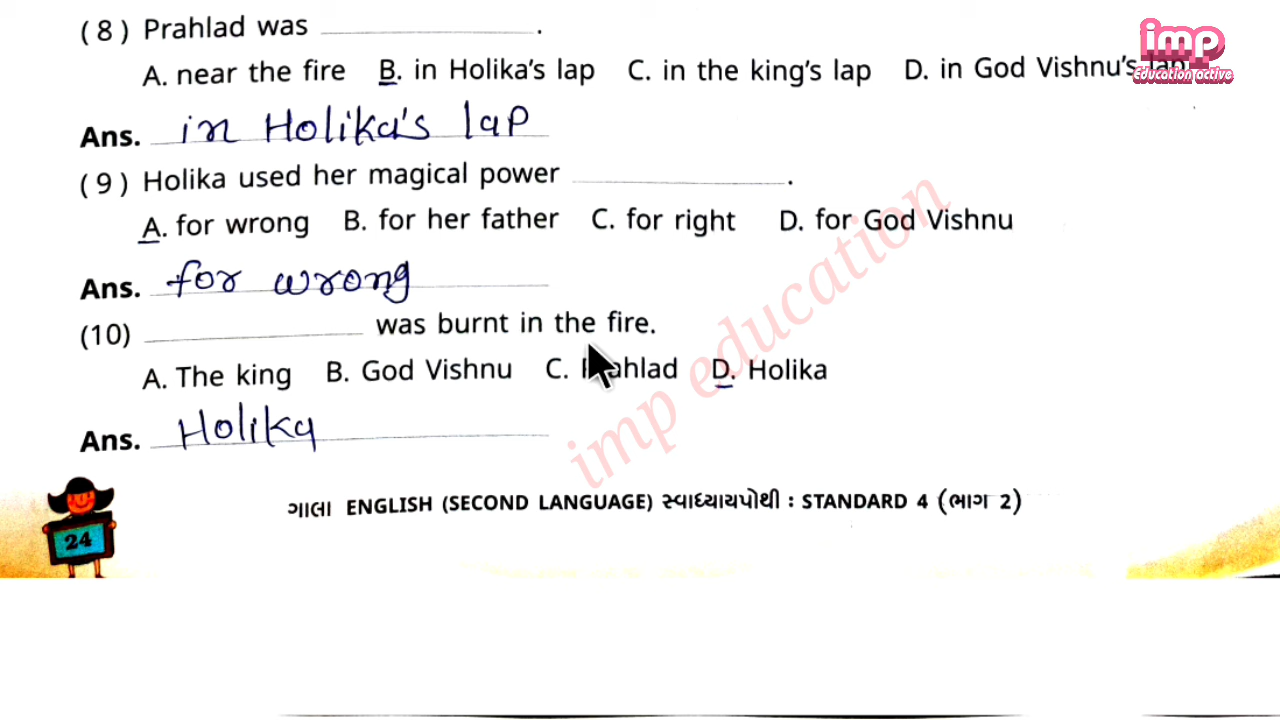 (8) Prahlad was ____________.
imp
Education active
A. near the fire B. in Holika's lap C. in the king's lap D. in God Vishnu's lap
Ans. in Holika's lap
(9) Holika used her magical power ____________.
A. for wrong B. for her father C. for right D. for God Vishnu
Ans. for wrong
(10) ____________ was burnt in the fire.
A. The king B. God Vishnu C. Prahlad D. Holika
Ans. Holika
imp education
24
ગાલા ENGLISH (SECOND LANGUAGE) સ્વાધ્યાયપોથી : STANDARD 4 (ભાગ 2)